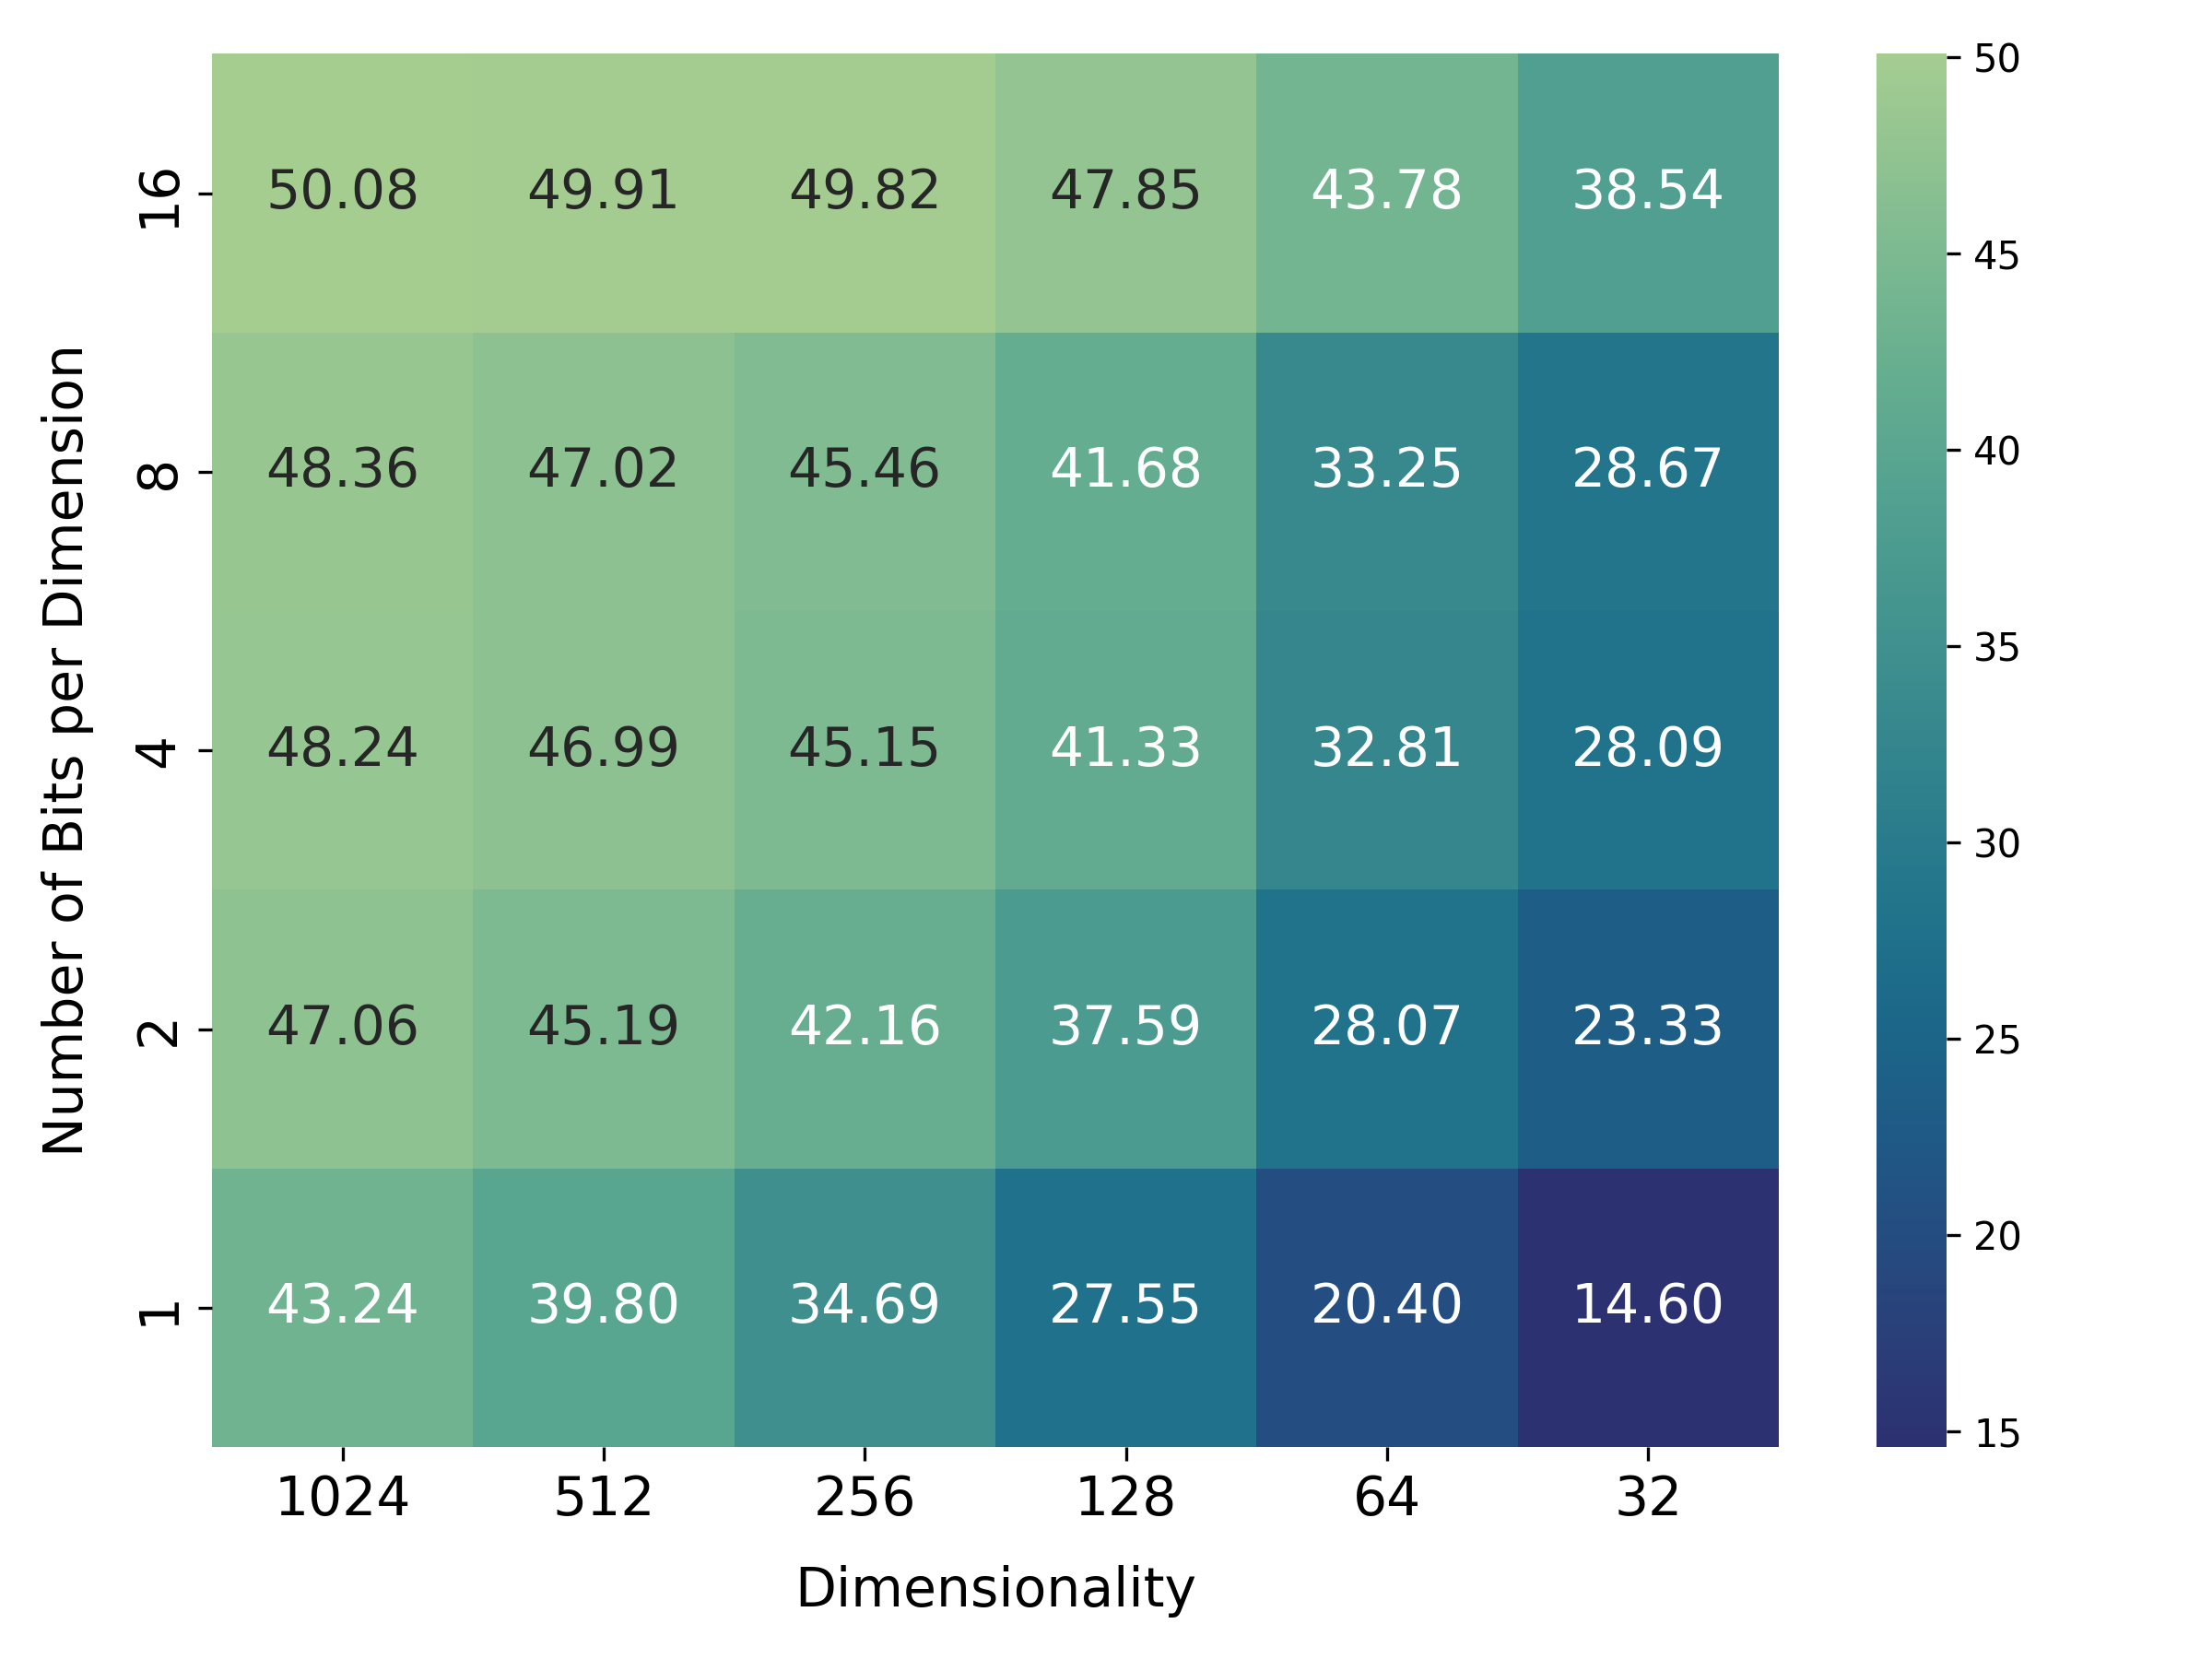 50
16 50.08 49.91 49.82 47.85 43.78 38.54
45
8 48.36 47.02 45.46 41.68 33.25 28.67
40
Number of Bits per Dimension
35
4 48.24 46.99 45.15 41.33 32.81 28.09
30
2 47.06 45.19 42.16 37.59 28.07 23.33
25
20
1 43.24 39.80 34.69 27.55 20.40 14.60
15
1024 512 256 128 64 32
Dimensionality